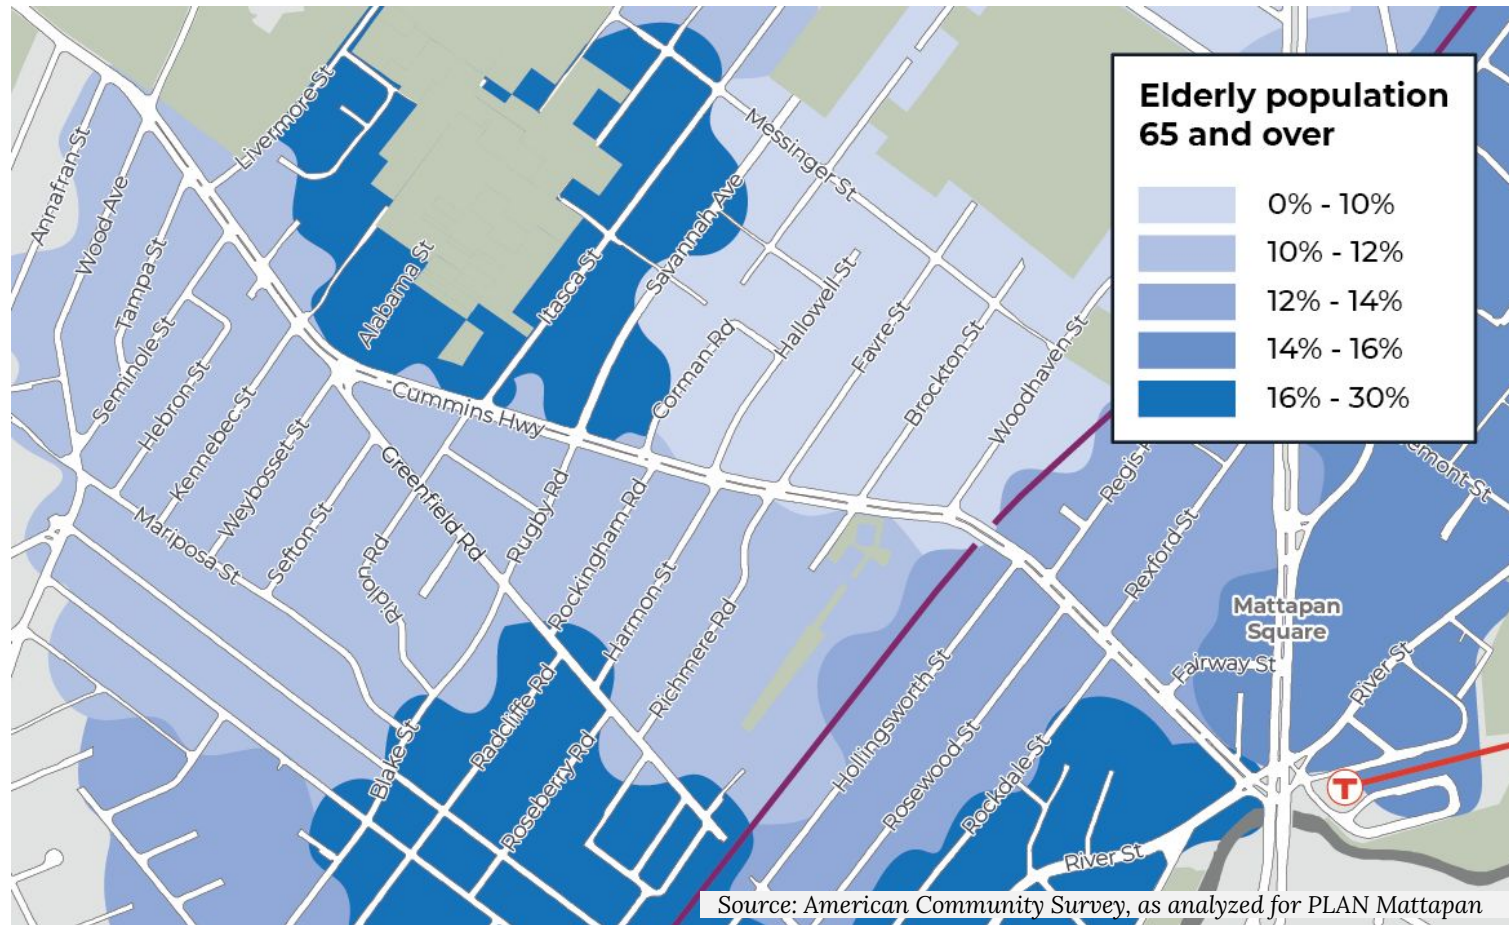 Elderly population
65 and over
0% - 10%
10% - 12%
12% - 14%
14% - 16%
16% - 30%
Livermore St
Annafran St
Wood Ave
Tampa St
Seminole St
Hebron St
Kennebec St
Weybosset St
Sefton St
Mariposa St
Ridlon Rd
Greenfield Rd
Alabama St
Itasca St
Savannah Ave
Messinger St
Cummins Hwy
Corman Rd
Hallowell St
Favre St
Brockton St
Woodhaven St
Regis
Rexford St
Rugby Rd
Rockingham Rd
Harmon St
Richmere Rd
Radcliffe Rd
Roseberry Rd
Blake St
Hollingsworth St
Rosewood St
Rockdale St
Fairway St
Mattapan
Square
River St
River St
T
Source: American Community Survey, as analyzed for PLAN Mattapan